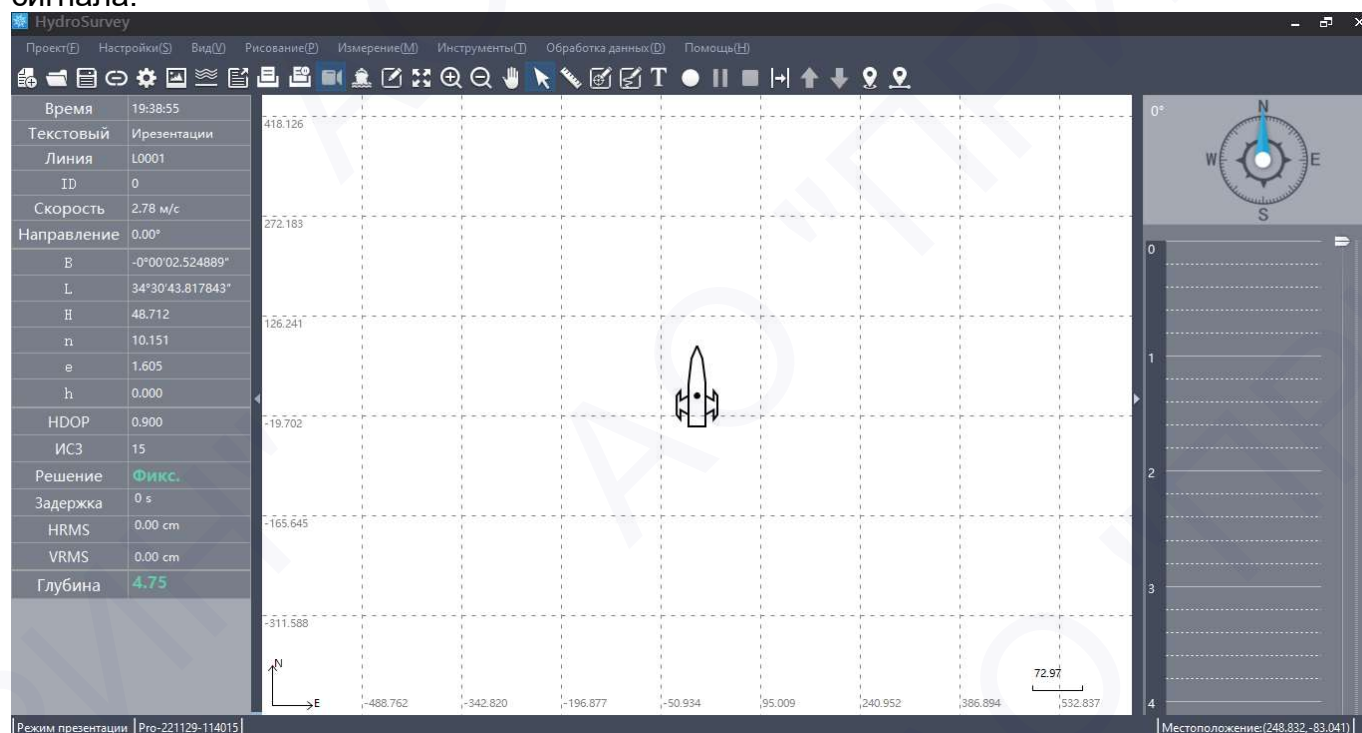 сигнала.
HydroSurvey
Проект(F) Настройки(S) Вид(V) Рисование(P) Измерение(M) Инструменты(T) Обработка данных(D) Помощь(H)
Время 19:38:55
Текстовый Ирезентации
Линия L0001
ID 0
Скорость 2.78 м/с
Направление 0.00°
B -0°00'02.524889"
L 34°30'43.817843"
H 48.712
n 10.151
e 1.605
h 0.000
HDOP 0.900
ИСЗ 15
Решение Фикс.
Задержка 0 s
HRMS 0.00 cm
VRMS 0.00 cm
Глубина 4.75
418.126
272.183
126.241
-19.702
-165.645
-311.588
N
E
-488.762 -342.820 -196.877 -50.934 95.009 240.952 386.894 532.837
72.97
0°
N
W E
S
0
1
2
3
4
Режим презентации Pro-221129-114015 Местоположение:(248.832,-83.041)